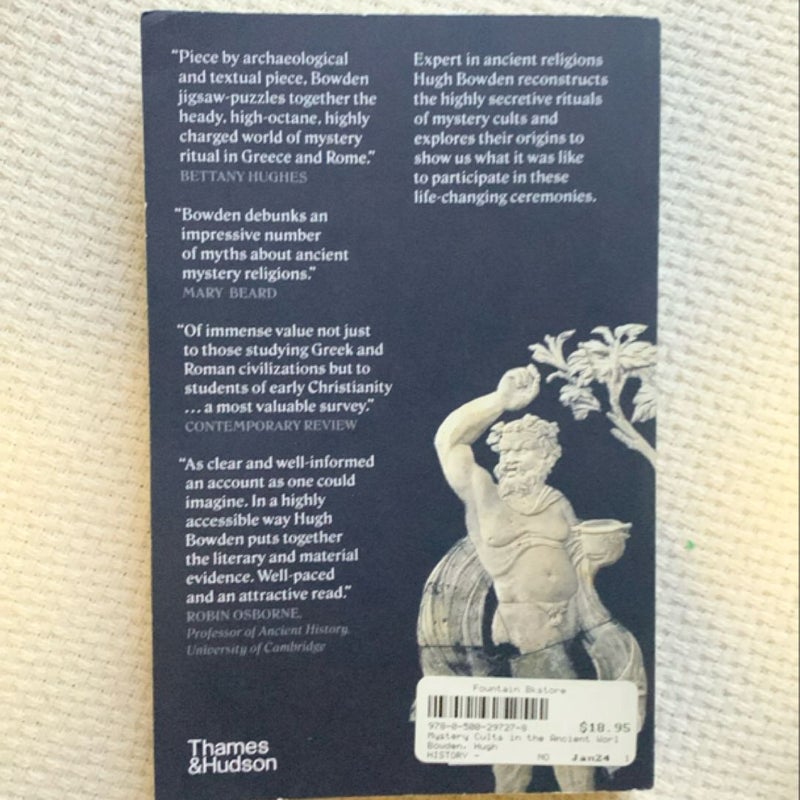 “Piece by archaeological
and textual piece, Bowden
jigsaw-puzzles together the
heady, high-octane, highly
charged world of mystery
ritual in Greece and Rome.”
BETTANY HUGHES
“Bowden debunks an
impressive number
of myths about ancient
mystery religions.”
MARY BEARD
“Of immense value not just
to those studying Greek and
Roman civilizations but to
students of early Christianity
... a most valuable survey.”
CONTEMPORARY REVIEW
“As clear and well-informed
an account as one could
imagine. In a highly
accessible way Hugh
Bowden puts together
the literary and material
evidence. Well-paced
and an attractive read.”
ROBIN OSBORNE,
Professor of Ancient History,
University of Cambridge
Thames
&Hudson
Expert in ancient religions
Hugh Bowden reconstructs
the highly secretive rituals
of mystery cults and
explores their origins to
show us what it was like
to participate in these
life-changing ceremonies.
Fountain Bkstore
978-0-500-29727-8 $18.95
Mystery Cults in the Ancient Worl
Bowden, Hugh
HISTORY - NO Jan24 1